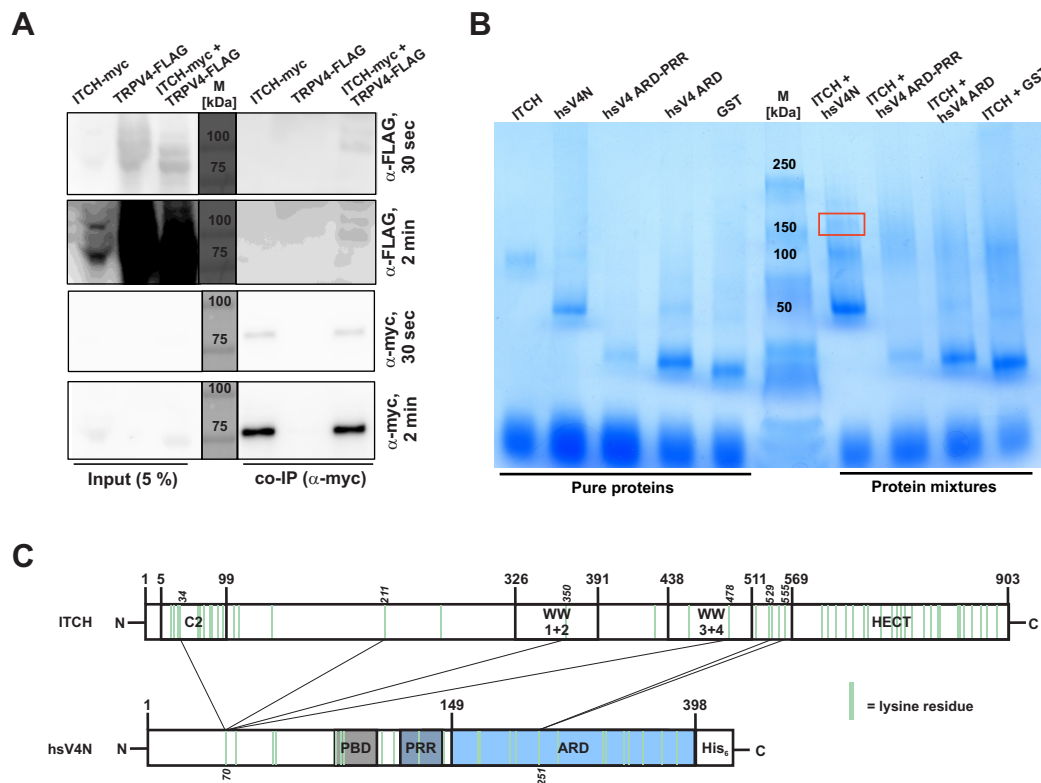 A
ITCH-myc
TRPV4-FLAG
ITCH-myc +
TRPV4-FLAG
M
[kDa]
ITCH-myc
TRPV4-FLAG
ITCH-myc +
TRPV4-FLAG
100
75
α-FLAG,
30 sec
100
75
α-FLAG,
2 min
100
75
α-myc,
30 sec
100
75
α-myc,
2 min
Input (5 %)
co-IP (α-myc)
B
ITCH
hsV4N
hsV4 ARD-PRR
hsV4 ARD
GST
M
[kDa]
ITCH +
hsV4N
ITCH +
hsV4 ARD-PRR
ITCH +
hsV4 ARD
ITCH + GST
250
150
100
50
Pure proteins
Protein mixtures
C
1 5 99 326 391 438 511 569 903
34 211 350 478 529 555
ITCH N C2 WW
1+2 WW
3+4 HECT C
1 149 398
hsV4N N PBD PRR ARD His6 C
70 251
= lysine residue